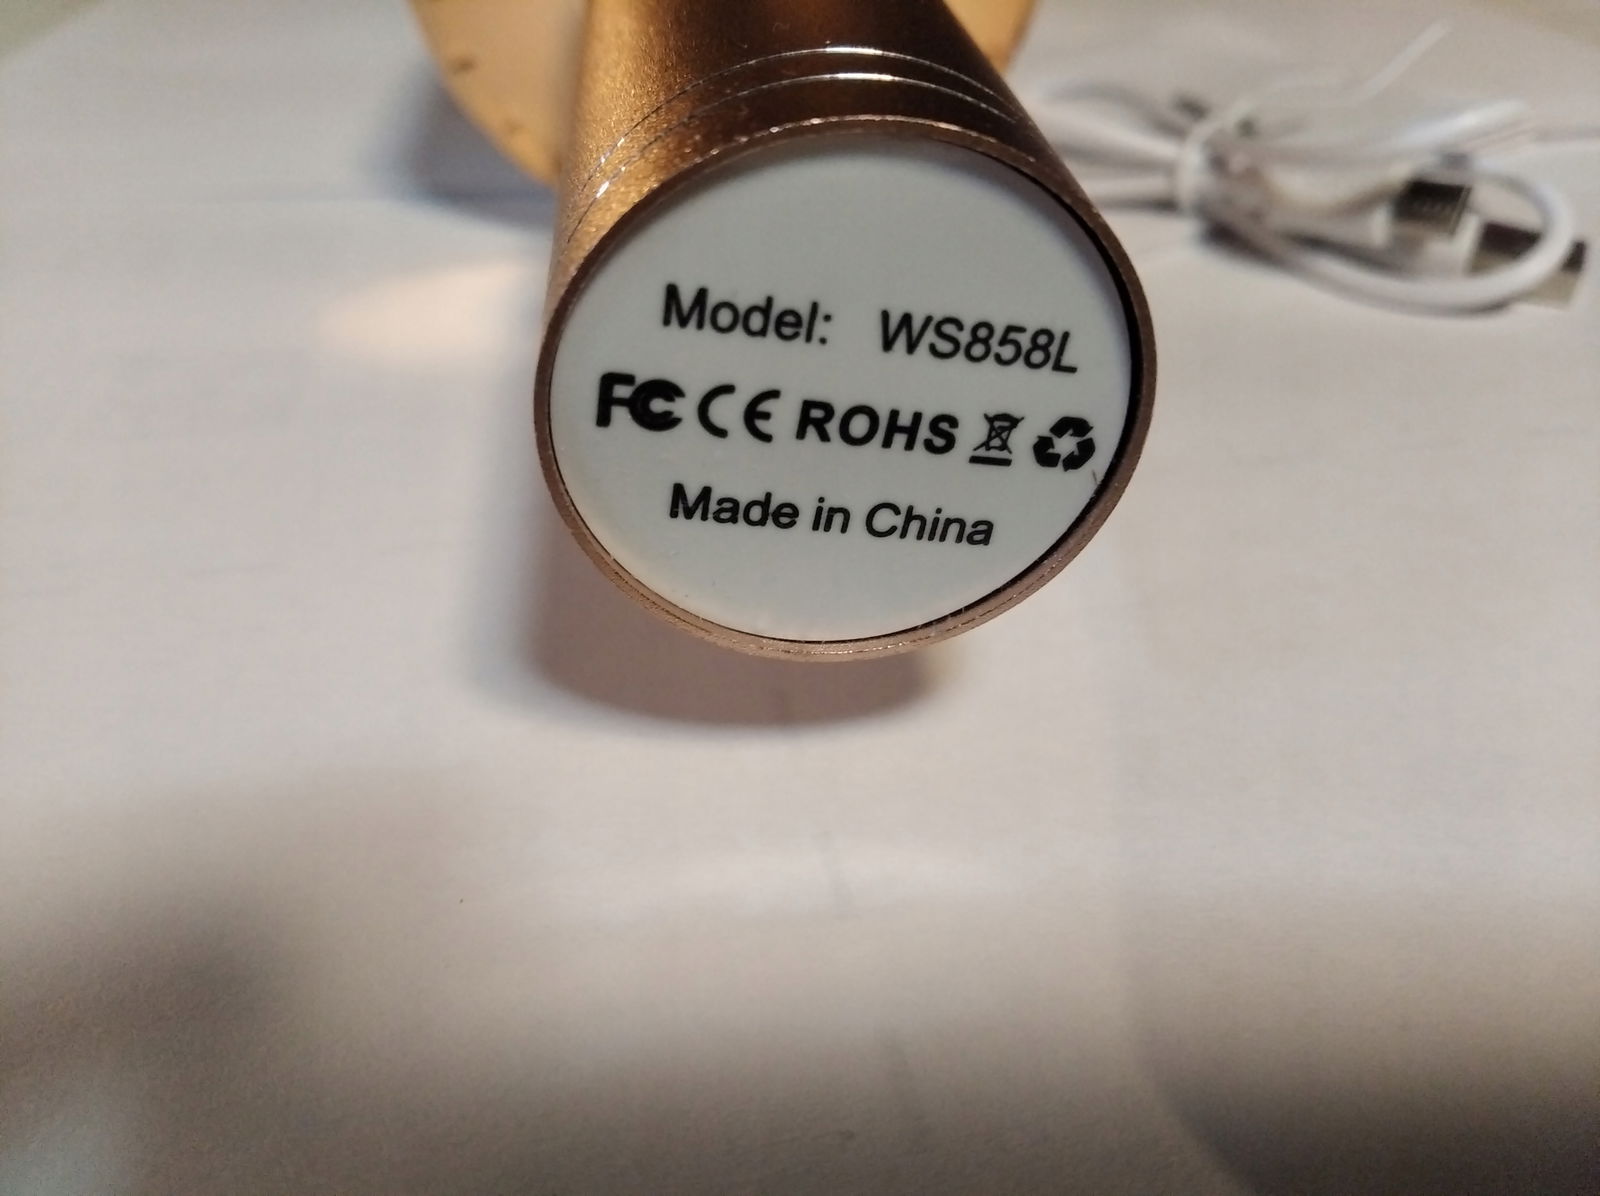 Model: WS858L
FC CE ROHS
Made in China